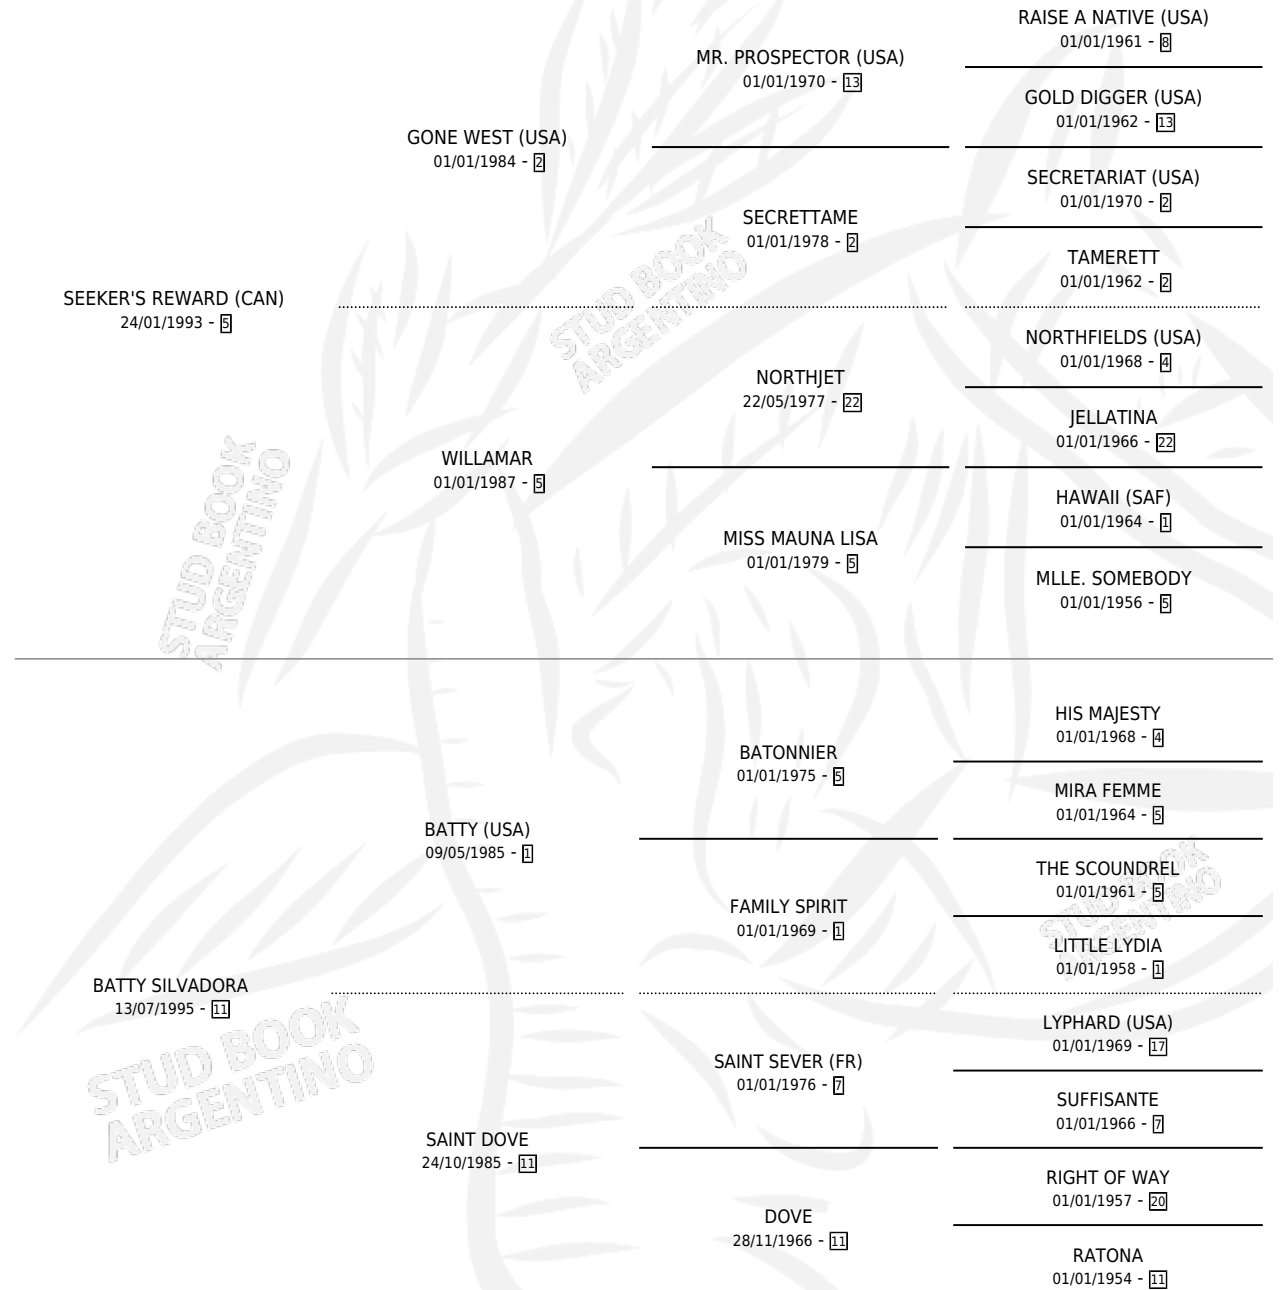 RAISE A NATIVE (USA)
01/01/1961 - 8
MR. PROSPECTOR (USA)
01/01/1970 - 13
GOLD DIGGER (USA)
01/01/1962 - 13
GONE WEST (USA)
01/01/1984 - 2
SECRETARIAT (USA)
01/01/1970 - 2
SECRETTAME
01/01/1978 - 2
TAMERETT
01/01/1962 - 2
SEEKER'S REWARD (CAN)
24/01/1993 - 5
NORTHFIELDS (USA)
01/01/1968 - 4
NORTHJET
22/05/1977 - 22
JELLATINA
01/01/1966 - 22
WILLAMAR
01/01/1987 - 5
HAWAII (SAF)
01/01/1964 - 1
MISS MAUNA LISA
01/01/1979 - 5
MLLE. SOMEBODY
01/01/1956 - 5
HIS MAJESTY
01/01/1968 - 4
BATONNIER
01/01/1975 - 5
MIRA FEMME
01/01/1964 - 5
BATTY (USA)
09/05/1985 - 1
THE SCOUNDREL
01/01/1961 - 5
FAMILY SPIRIT
01/01/1969 - 1
LITTLE LYDIA
01/01/1958 - 1
BATTY SILVADORA
13/07/1995 - 11
LYPHARD (USA)
01/01/1969 - 17
SAINT SEVER (FR)
01/01/1976 - 7
SUFFISANTE
01/01/1966 - 7
SAINT DOVE
24/10/1985 - 11
RIGHT OF WAY
01/01/1957 - 20
DOVE
28/11/1966 - 11
RATONA
01/01/1954 - 11
STUD BOOK
ARGENTINO
STUD BOOK
ARGENTINO
STUD BOOK
ARGENTINO
STUD BOOK
ARGENTINO